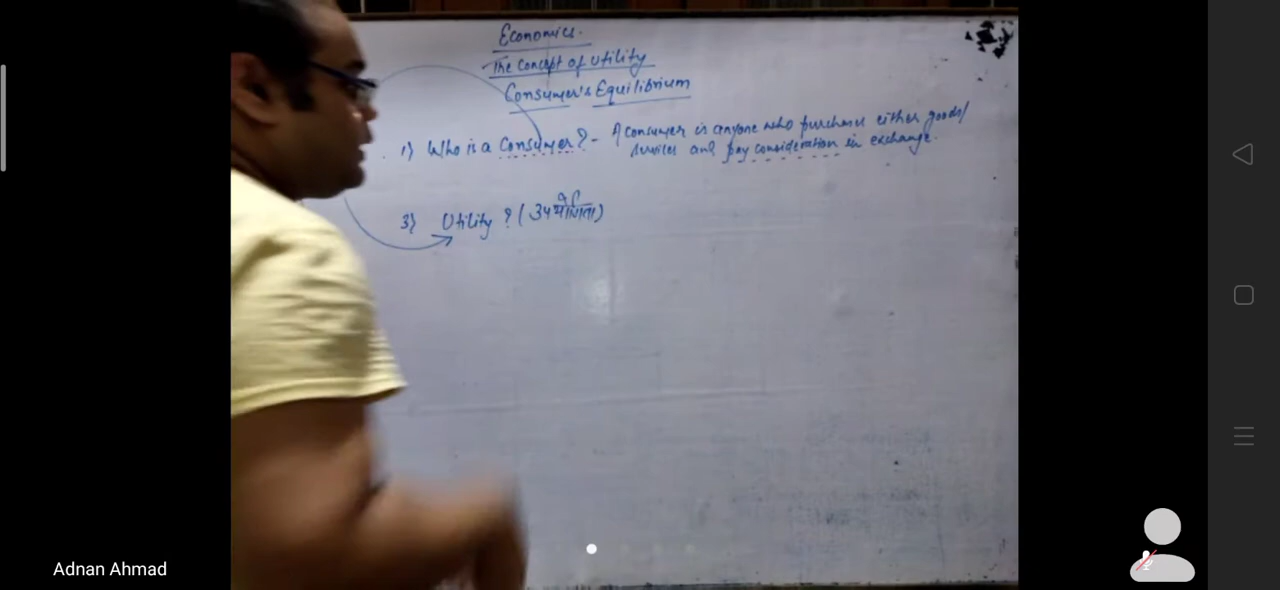 Economics.
The Concept of Utility
Consumer's Equilibrium
1) Who is a Consumer? - A consumer is anyone who purchases either goods/
services and pay consideration in exchange.
3) Utility ? (उपयोगिता)
Adnan Ahmad